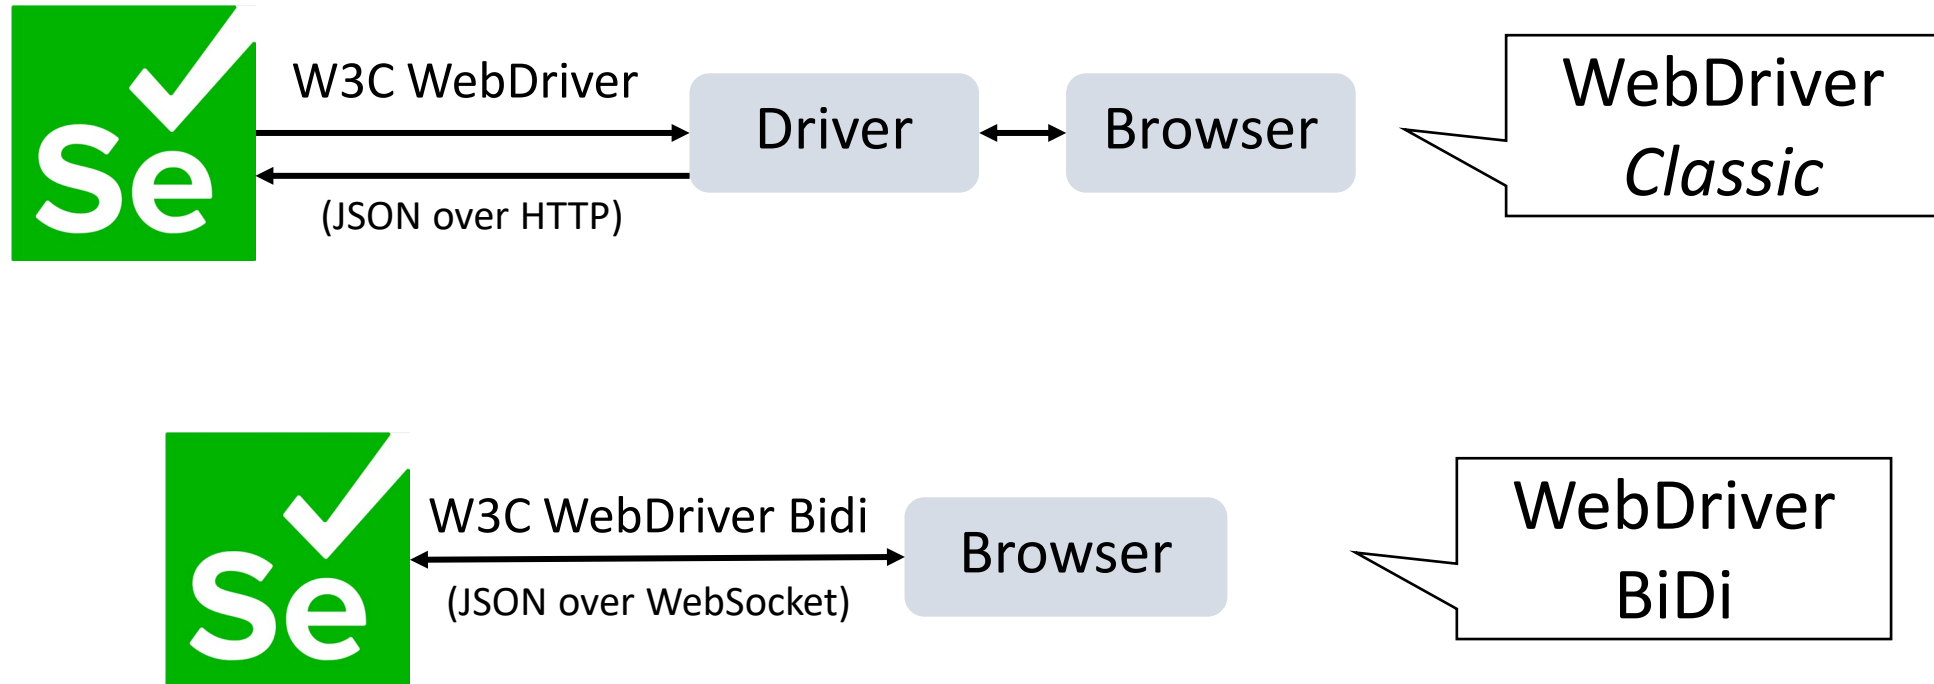 Se
W3C WebDriver
(JSON over HTTP)
Driver
Browser
WebDriver
Classic
Se
W3C WebDriver Bidi
(JSON over WebSocket)
Browser
WebDriver
BiDi